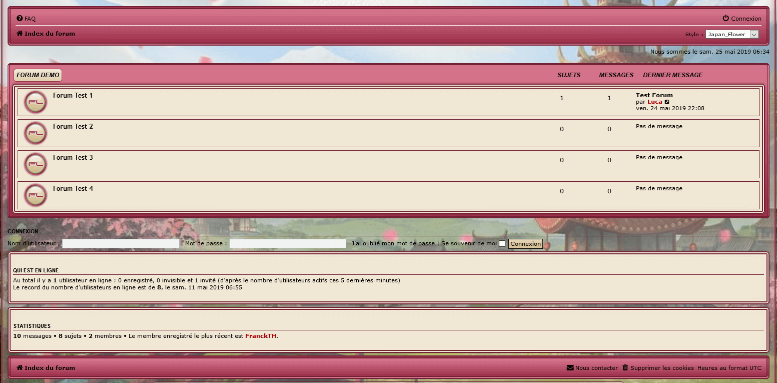 FAQ
Connexion
Index du forum
Style : Japan_Flower
Nous sommes le sam. 25 mai 2019 06:34
FORUM DEMO SUJETS MESSAGES DERNIER MESSAGE
Forum Test 1 1 1 Test Forum
par Luca
ven. 24 mai 2019 22:08
Forum Test 2 0 0 Pas de message
Forum Test 3 0 0 Pas de message
Forum Test 4 0 0 Pas de message
CONNEXION
Nom d'utilisateur : Mot de passe : J'ai oublié mon mot de passe | Se souvenir de moi Connexion
QUI EST EN LIGNE
Au total il y a 1 utilisateur en ligne :: 0 enregistré, 0 invisible et 1 invité (d'après le nombre d'utilisateurs actifs ces 5 dernières minutes)
Le record du nombre d'utilisateurs en ligne est de 8, le sam. 11 mai 2019 06:55
STATISTIQUES
10 messages • 8 sujets • 2 membres • Le membre enregistré le plus récent est FranckTH.
Index du forum
Nous contacter Supprimer les cookies Heures au format UTC